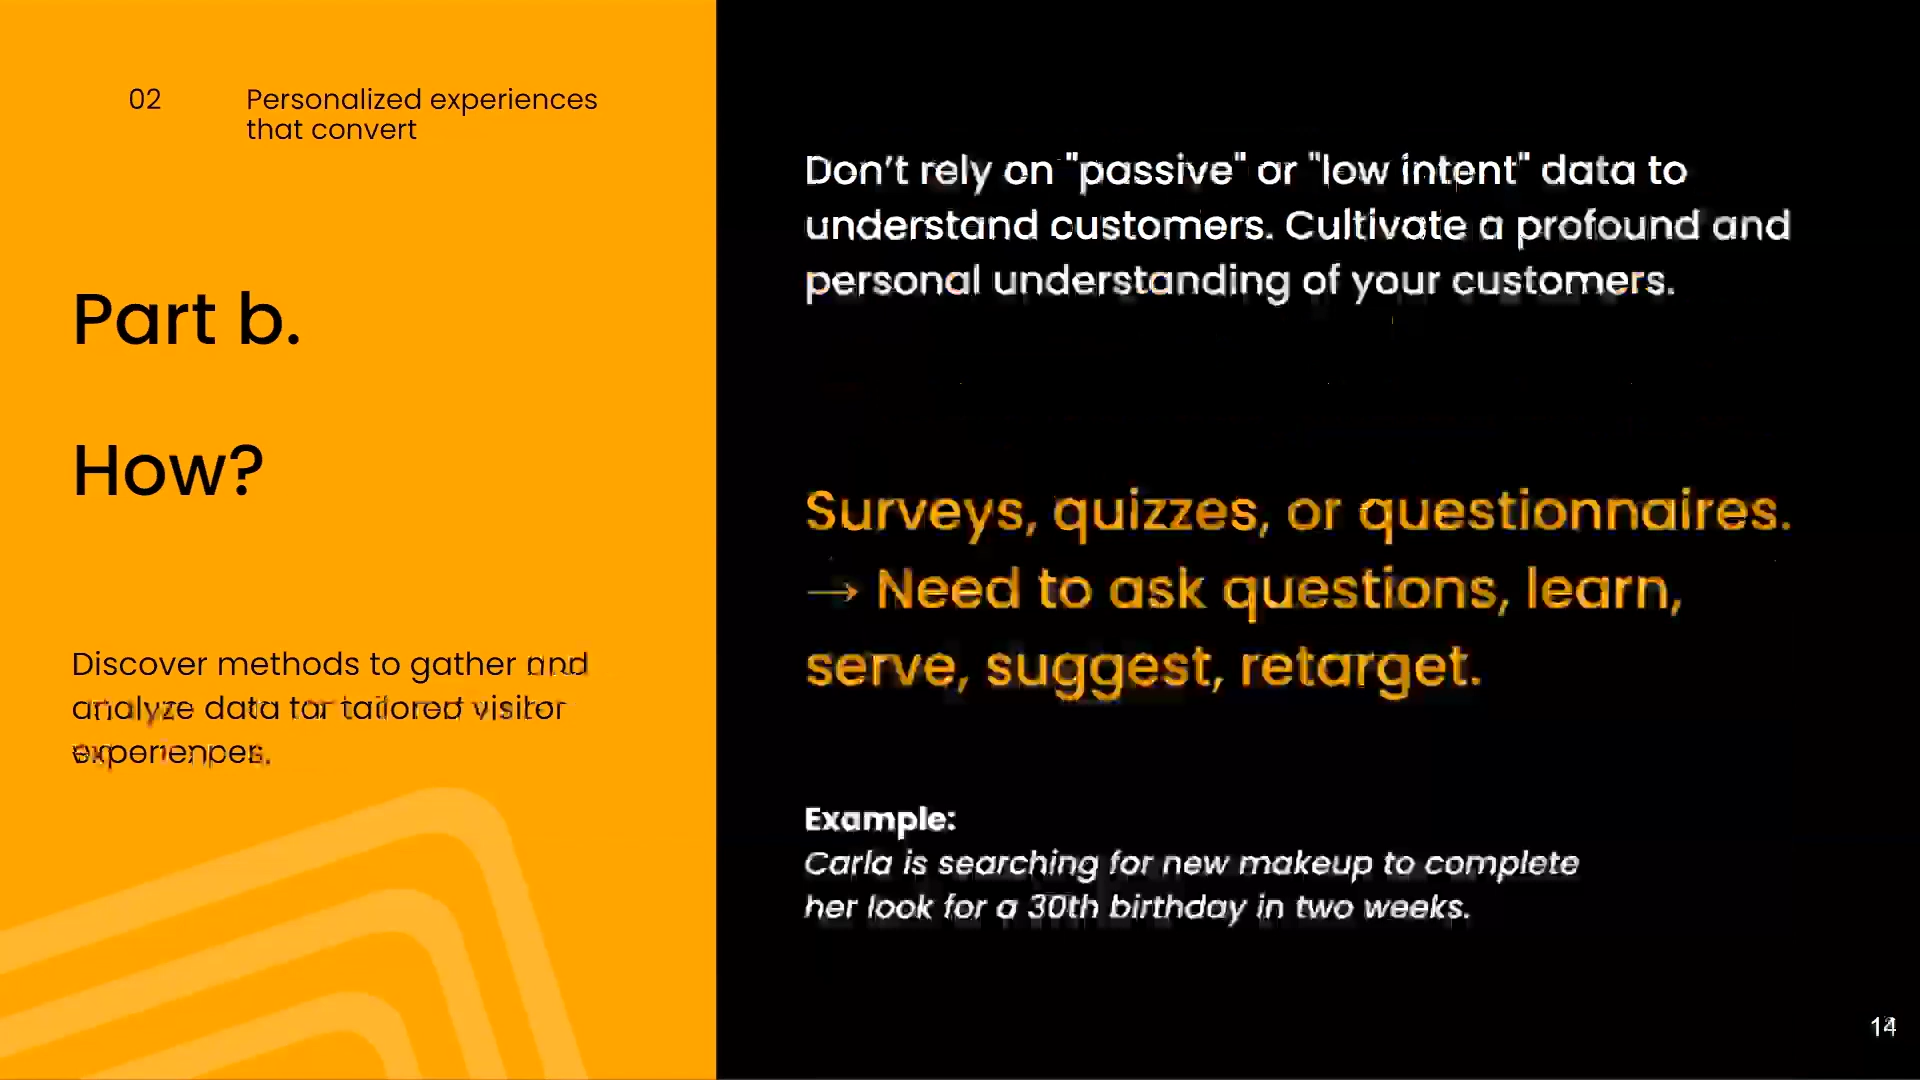 02
Personalized experiences
that convert
Part b.
How?
Discover methods to gather and
analyze data for tailored visitor
experiences.
Don’t rely on "passive" or "low intent" data to
understand customers. Cultivate a profound and
personal understanding of your customers.
Surveys, quizzes, or questionnaires.
→ Need to ask questions, learn,
serve, suggest, retarget.
Example:
Carla is searching for new makeup to complete
her look for a 30th birthday in two weeks.
14